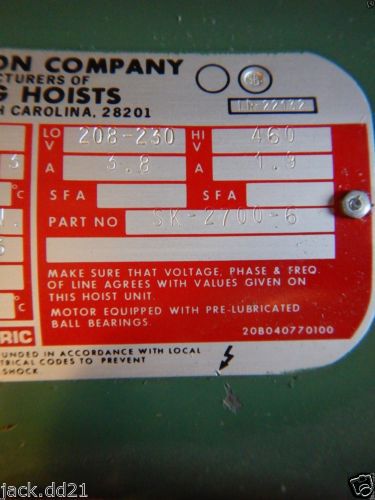 ON COMPANY
CTURERS OF
G HOISTS
H CAROLINA, 28201
LR-22132
LO V 208-230 HI V 460
3 A 3.8 A 1.9
°C SFA SFA
PART NO SK-2700-6
MAKE SURE THAT VOLTAGE, PHASE & FREQ.
OF LINE AGREES WITH VALUES GIVEN ON
THIS HOIST UNIT.
°C MOTOR EQUIPPED WITH PRE-LUBRICATED
BALL BEARINGS.
RIC 20B040770100
UNDED IN ACCORDANCE WITH LOCAL
TRICAL CODES TO PREVENT
SHOCK.
jack.dd21